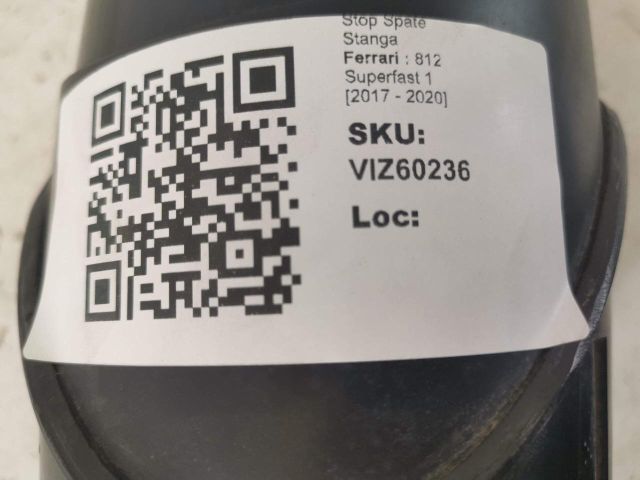 Stop Spate
Stanga
Ferrari : 812
Superfast 1
[2017 - 2020]
SKU:
VIZ60236
Loc: